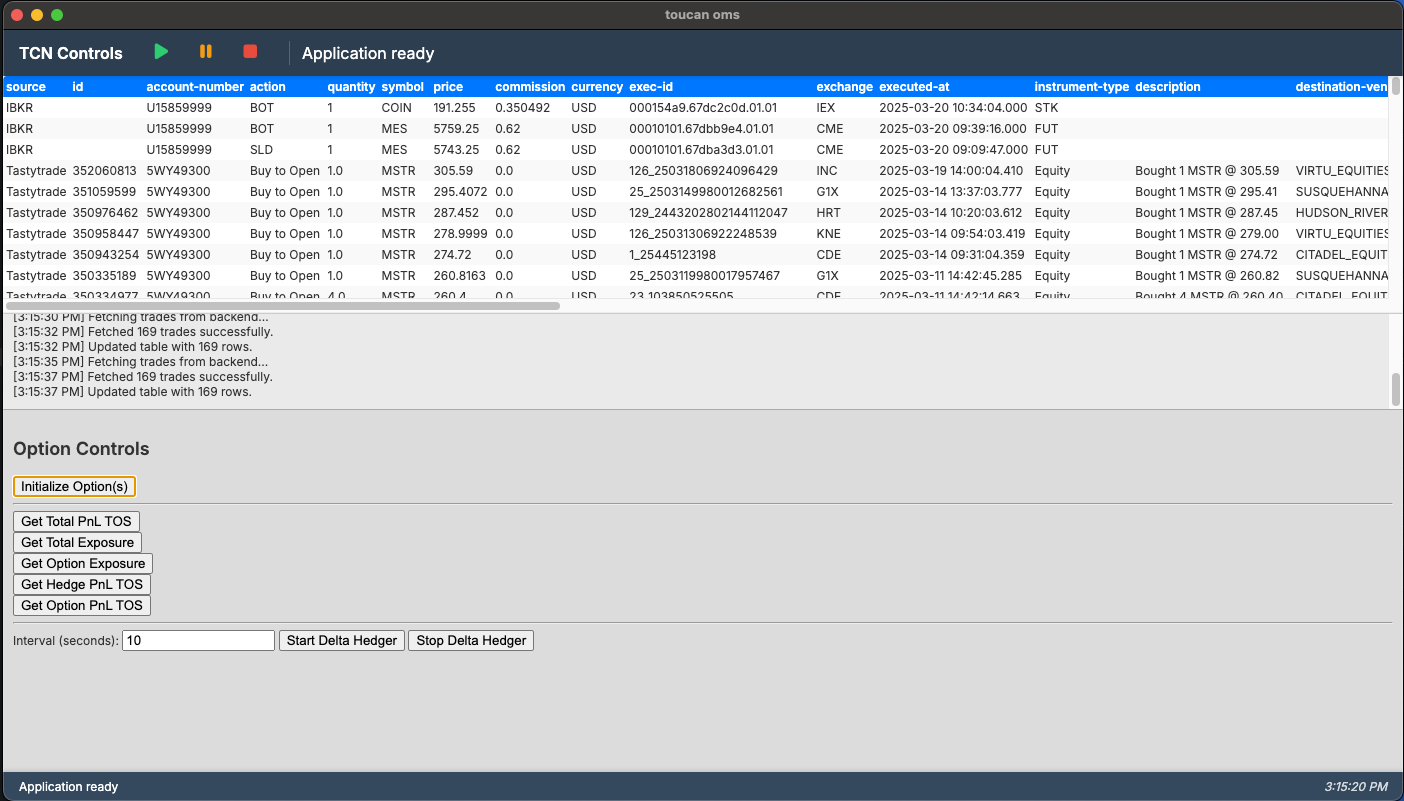 toucan oms
TCN Controls Application ready
source id account-number action quantity symbol price commission currency exec-id exchange executed-at instrument-type description destination-ven
IBKR U15859999 BOT 1 COIN 191.255 0.350492 USD 000154a9.67dc2c0d.01.01 IEX 2025-03-20 10:34:04.000 STK
IBKR U15859999 BOT 1 MES 5759.25 0.62 USD 00010101.67dbb9e4.01.01 CME 2025-03-20 09:39:16.000 FUT
IBKR U15859999 SLD 1 MES 5743.25 0.62 USD 00010101.67dba3d3.01.01 CME 2025-03-20 09:09:47.000 FUT
Tastytrade 352060813 5WY49300 Buy to Open 1.0 MSTR 305.59 0.0 USD 126_25031806924096429 INC 2025-03-19 14:00:04.410 Equity Bought 1 MSTR @ 305.59 VIRTU_EQUITIES
Tastytrade 351059599 5WY49300 Buy to Open 1.0 MSTR 295.4072 0.0 USD 25_25031499800126825​61 G1X 2025-03-14 13:37:03.777 Equity Bought 1 MSTR @ 295.41 SUSQUEHANNA
Tastytrade 350976462 5WY49300 Buy to Open 1.0 MSTR 287.452 0.0 USD 129_2443202802144112047 HRT 2025-03-14 10:20:03.612 Equity Bought 1 MSTR @ 287.45 HUDSON_RIVER
Tastytrade 350958447 5WY49300 Buy to Open 1.0 MSTR 278.9999 0.0 USD 126_25031306922248539 KNE 2025-03-14 09:54:03.419 Equity Bought 1 MSTR @ 279.00 VIRTU_EQUITIES
Tastytrade 350943254 5WY49300 Buy to Open 1.0 MSTR 274.72 0.0 USD 1_25445123198 CDE 2025-03-14 09:31:04.359 Equity Bought 1 MSTR @ 274.72 CITADEL_EQUIT
Tastytrade 350335189 5WY49300 Buy to Open 1.0 MSTR 260.8163 0.0 USD 25_2503119980017957467 G1X 2025-03-11 14:42:45.285 Equity Bought 1 MSTR @ 260.82 SUSQUEHANNA
Tastytrade 350334977 5WY49300 Buy to Open 4.0 MSTR 260.4 0.0 USD 23_103850525505 CDE 2025-03-11 14:42:14.663 Equity Bought 4 MSTR @ 260.40 CITADEL_EQUIT
[3:15:30 PM] Fetching trades from backend...
[3:15:32 PM] Fetched 169 trades successfully.
[3:15:32 PM] Updated table with 169 rows.
[3:15:35 PM] Fetching trades from backend...
[3:15:37 PM] Fetched 169 trades successfully.
[3:15:37 PM] Updated table with 169 rows.
Option Controls
Initialize Option(s)
Get Total PnL TOS
Get Total Exposure
Get Option Exposure
Get Hedge PnL TOS
Get Option PnL TOS
Interval (seconds): 10 Start Delta Hedger Stop Delta Hedger
Application ready 3:15:20 PM